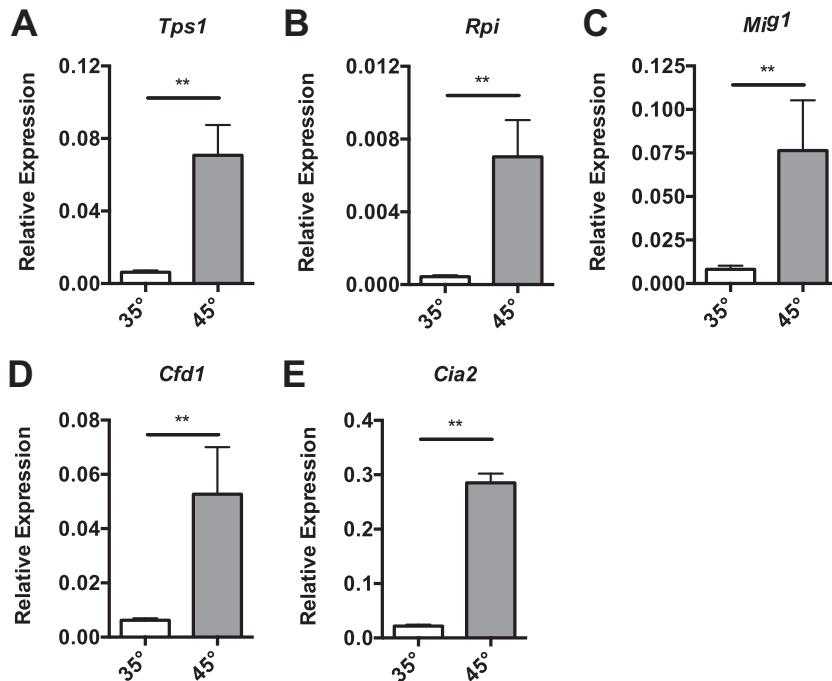 A
Tps1
Relative Expression
0.12
0.08
0.04
0.00
**
35°
45°
B
Rpi
Relative Expression
0.012
0.008
0.004
0.000
**
35°
45°
C
Mig1
Relative Expression
0.125
0.100
0.075
0.050
0.025
0.000
**
35°
45°
D
Cfd1
Relative Expression
0.08
0.06
0.04
0.02
0.00
**
35°
45°
E
Cia2
Relative Expression
0.4
0.3
0.2
0.1
0.0
**
35°
45°